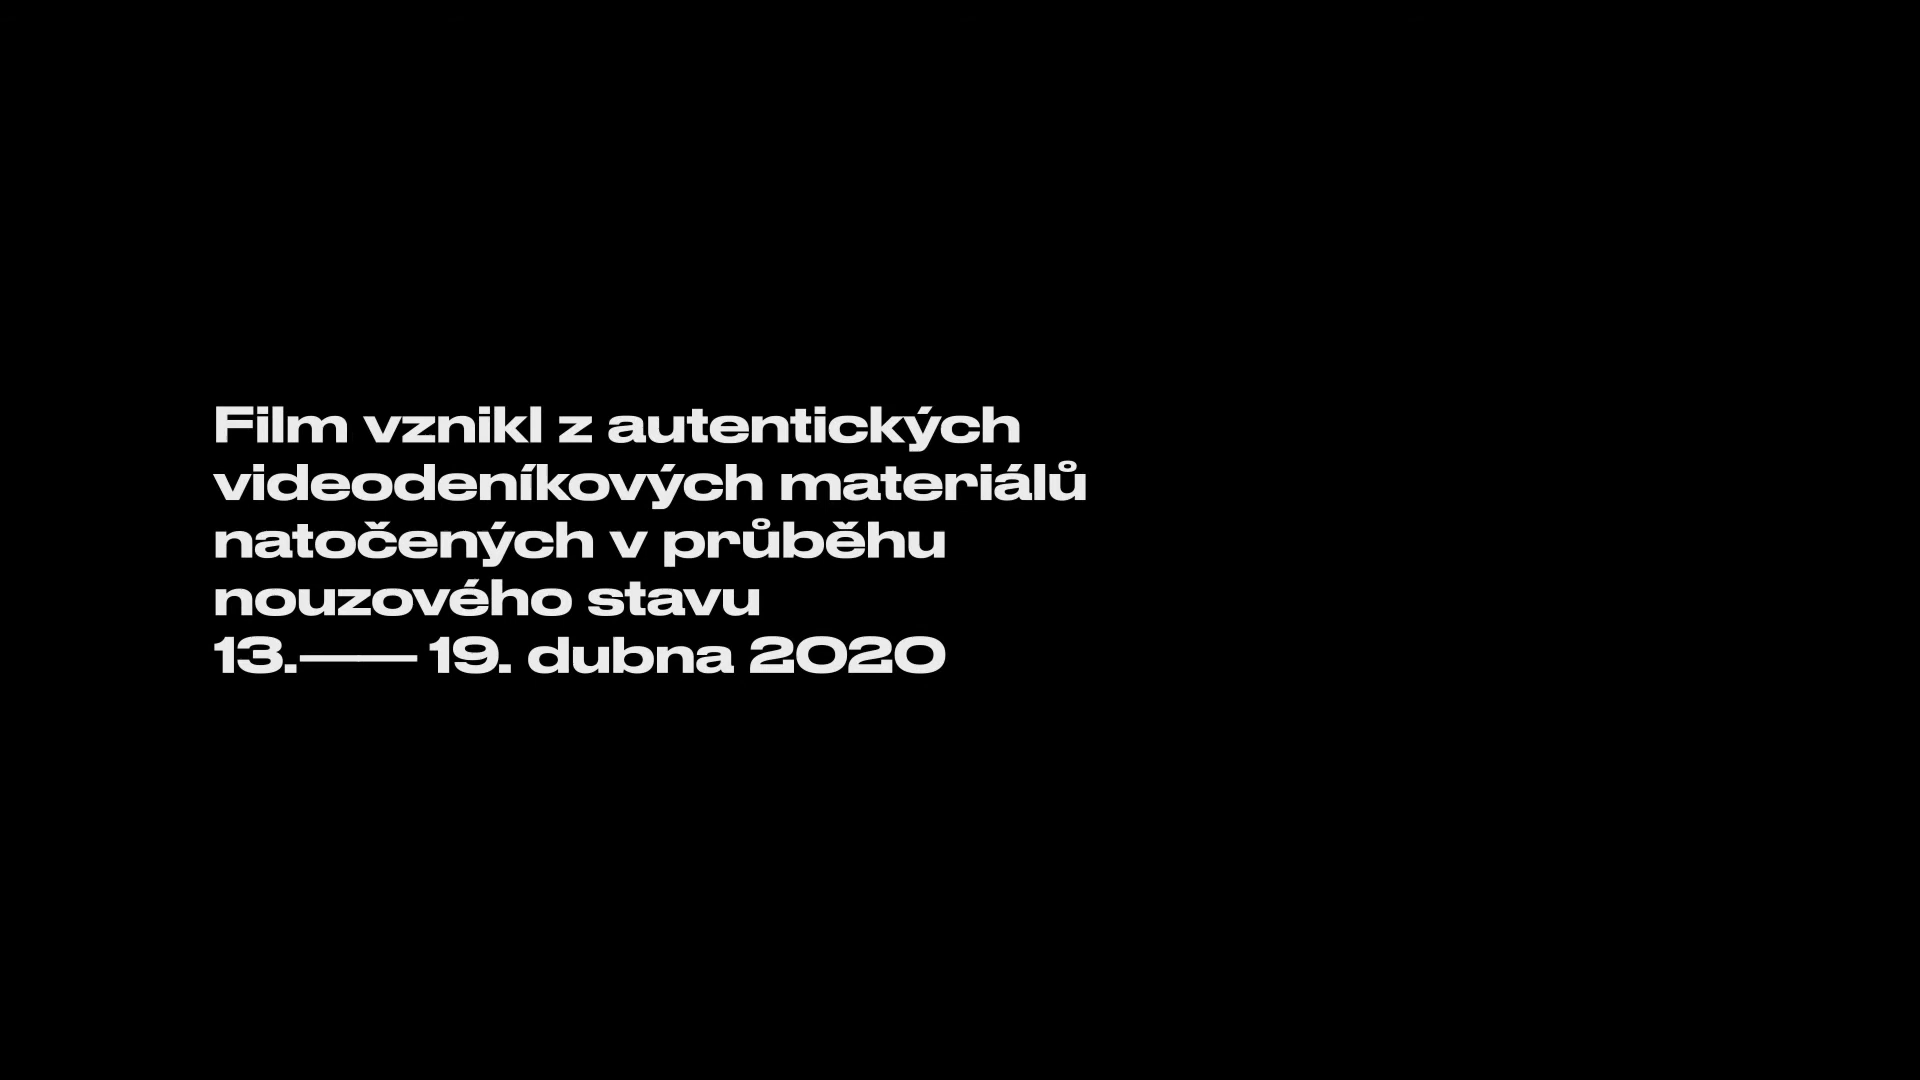 Film vznikl z autentických
videodeníkových materiálů
natočených v průběhu
nouzového stavu
13.—— 19. dubna 2020